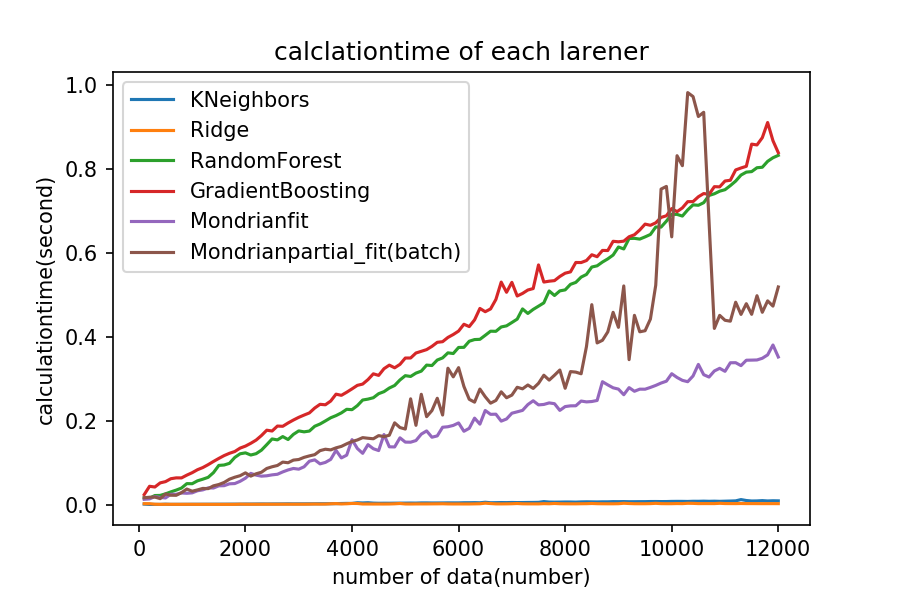 calclationtime of each larener
calculationtime(second)
1.0
0.8
0.6
0.4
0.2
0.0
KNeighbors
Ridge
RandomForest
GradientBoosting
Mondrianfit
Mondrianpartial_fit(batch)
0 2000 4000 6000 8000 10000 12000
number of data(number)